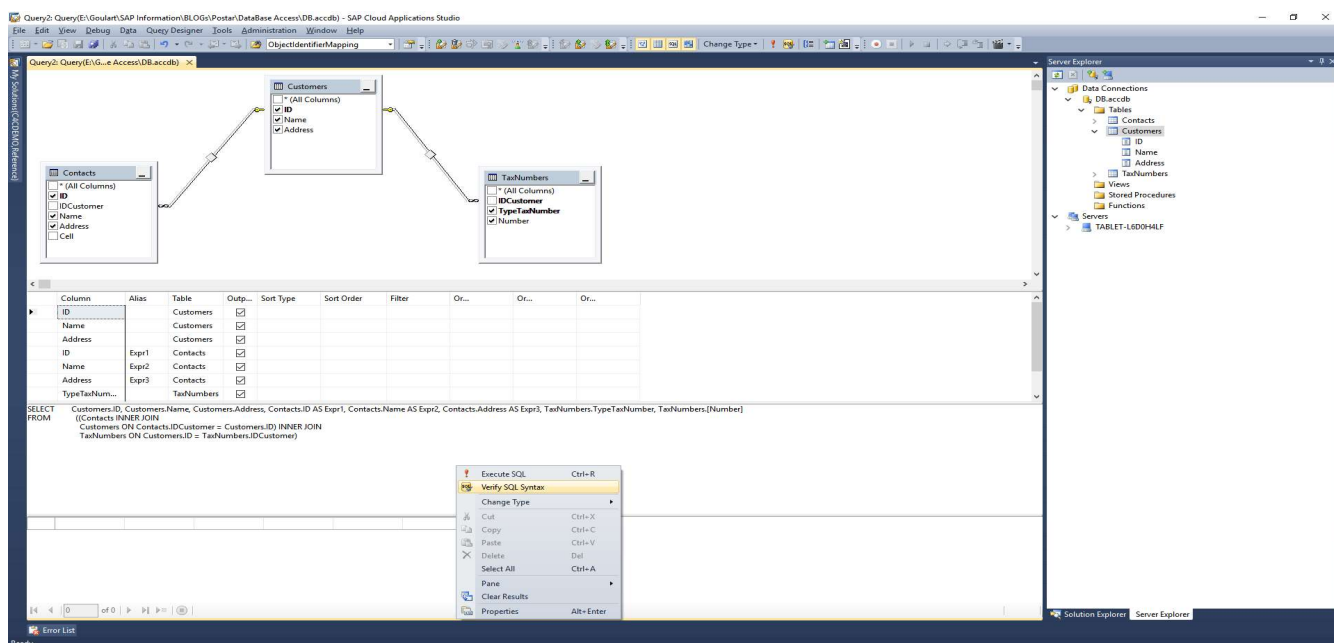 Query2: Query(E:\Goulart\SAP Information\BLOGs\Postar\DataBase Access\DB.accdb) - SAP Cloud Applications Studio
File Edit View Debug Data Query Designer Tools Administration Window Help
ObjectIdentifierMapping Change Type
Query2: Query(E:\G...e Access\DB.accdb)
My Solutions(C4CDEMO,Reference)
Customers
* (All Columns)
ID
Name
Address
Contacts
* (All Columns)
ID
IDCustomer
Name
Address
Cell
TaxNumbers
* (All Columns)
IDCustomer
TypeTaxNumber
Number
Column Alias Table Outp... Sort Type Sort Order Filter Or... Or... Or...
ID Customers
Name Customers
Address Customers
ID Expr1 Contacts
Name Expr2 Contacts
Address Expr3 Contacts
TypeTaxNum... TaxNumbers
SELECT Customers.ID, Customers.Name, Customers.Address, Contacts.ID AS Expr1, Contacts.Name AS Expr2, Contacts.Address AS Expr3, TaxNumbers.TypeTaxNumber, TaxNumbers.[Number]
FROM ((Contacts INNER JOIN
Customers ON Contacts.IDCustomer = Customers.ID) INNER JOIN
TaxNumbers ON Customers.ID = TaxNumbers.IDCustomer)
Execute SQL Ctrl+R
Verify SQL Syntax
Change Type
Cut Ctrl+X
Copy Ctrl+C
Paste Ctrl+V
Delete Del
Select All Ctrl+A
Pane
Clear Results
Properties Alt+Enter
0 of 0
Error List
Ready
Server Explorer
Data Connections
DB.accdb
Tables
Contacts
Customers
ID
Name
Address
TaxNumbers
Views
Stored Procedures
Functions
Servers
TABLET-L6D0H4LF
Solution Explorer Server Explorer